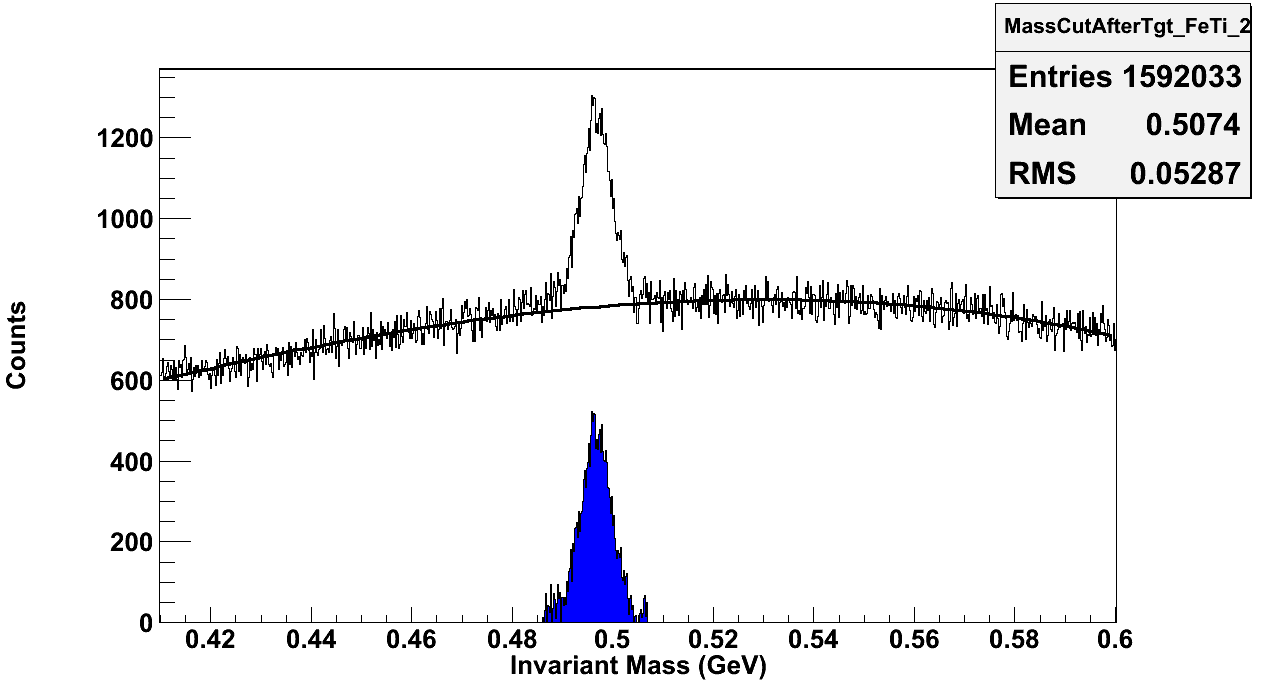 MassCutAfterTgt_FeTi_2
Entries 1592033
Mean 0.5074
RMS 0.05287
1200
1000
800
600
400
200
0
Counts
0.42 0.44 0.46 0.48 0.5 0.52 0.54 0.56 0.58 0.6
Invariant Mass (GeV)